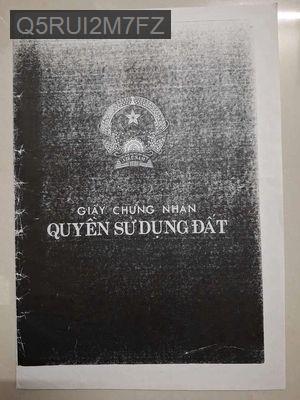 Q5RUI2M7FZ
GIẤY CHỨNG NHẬN
QUYỀN SỬ DỤNG ĐẤT